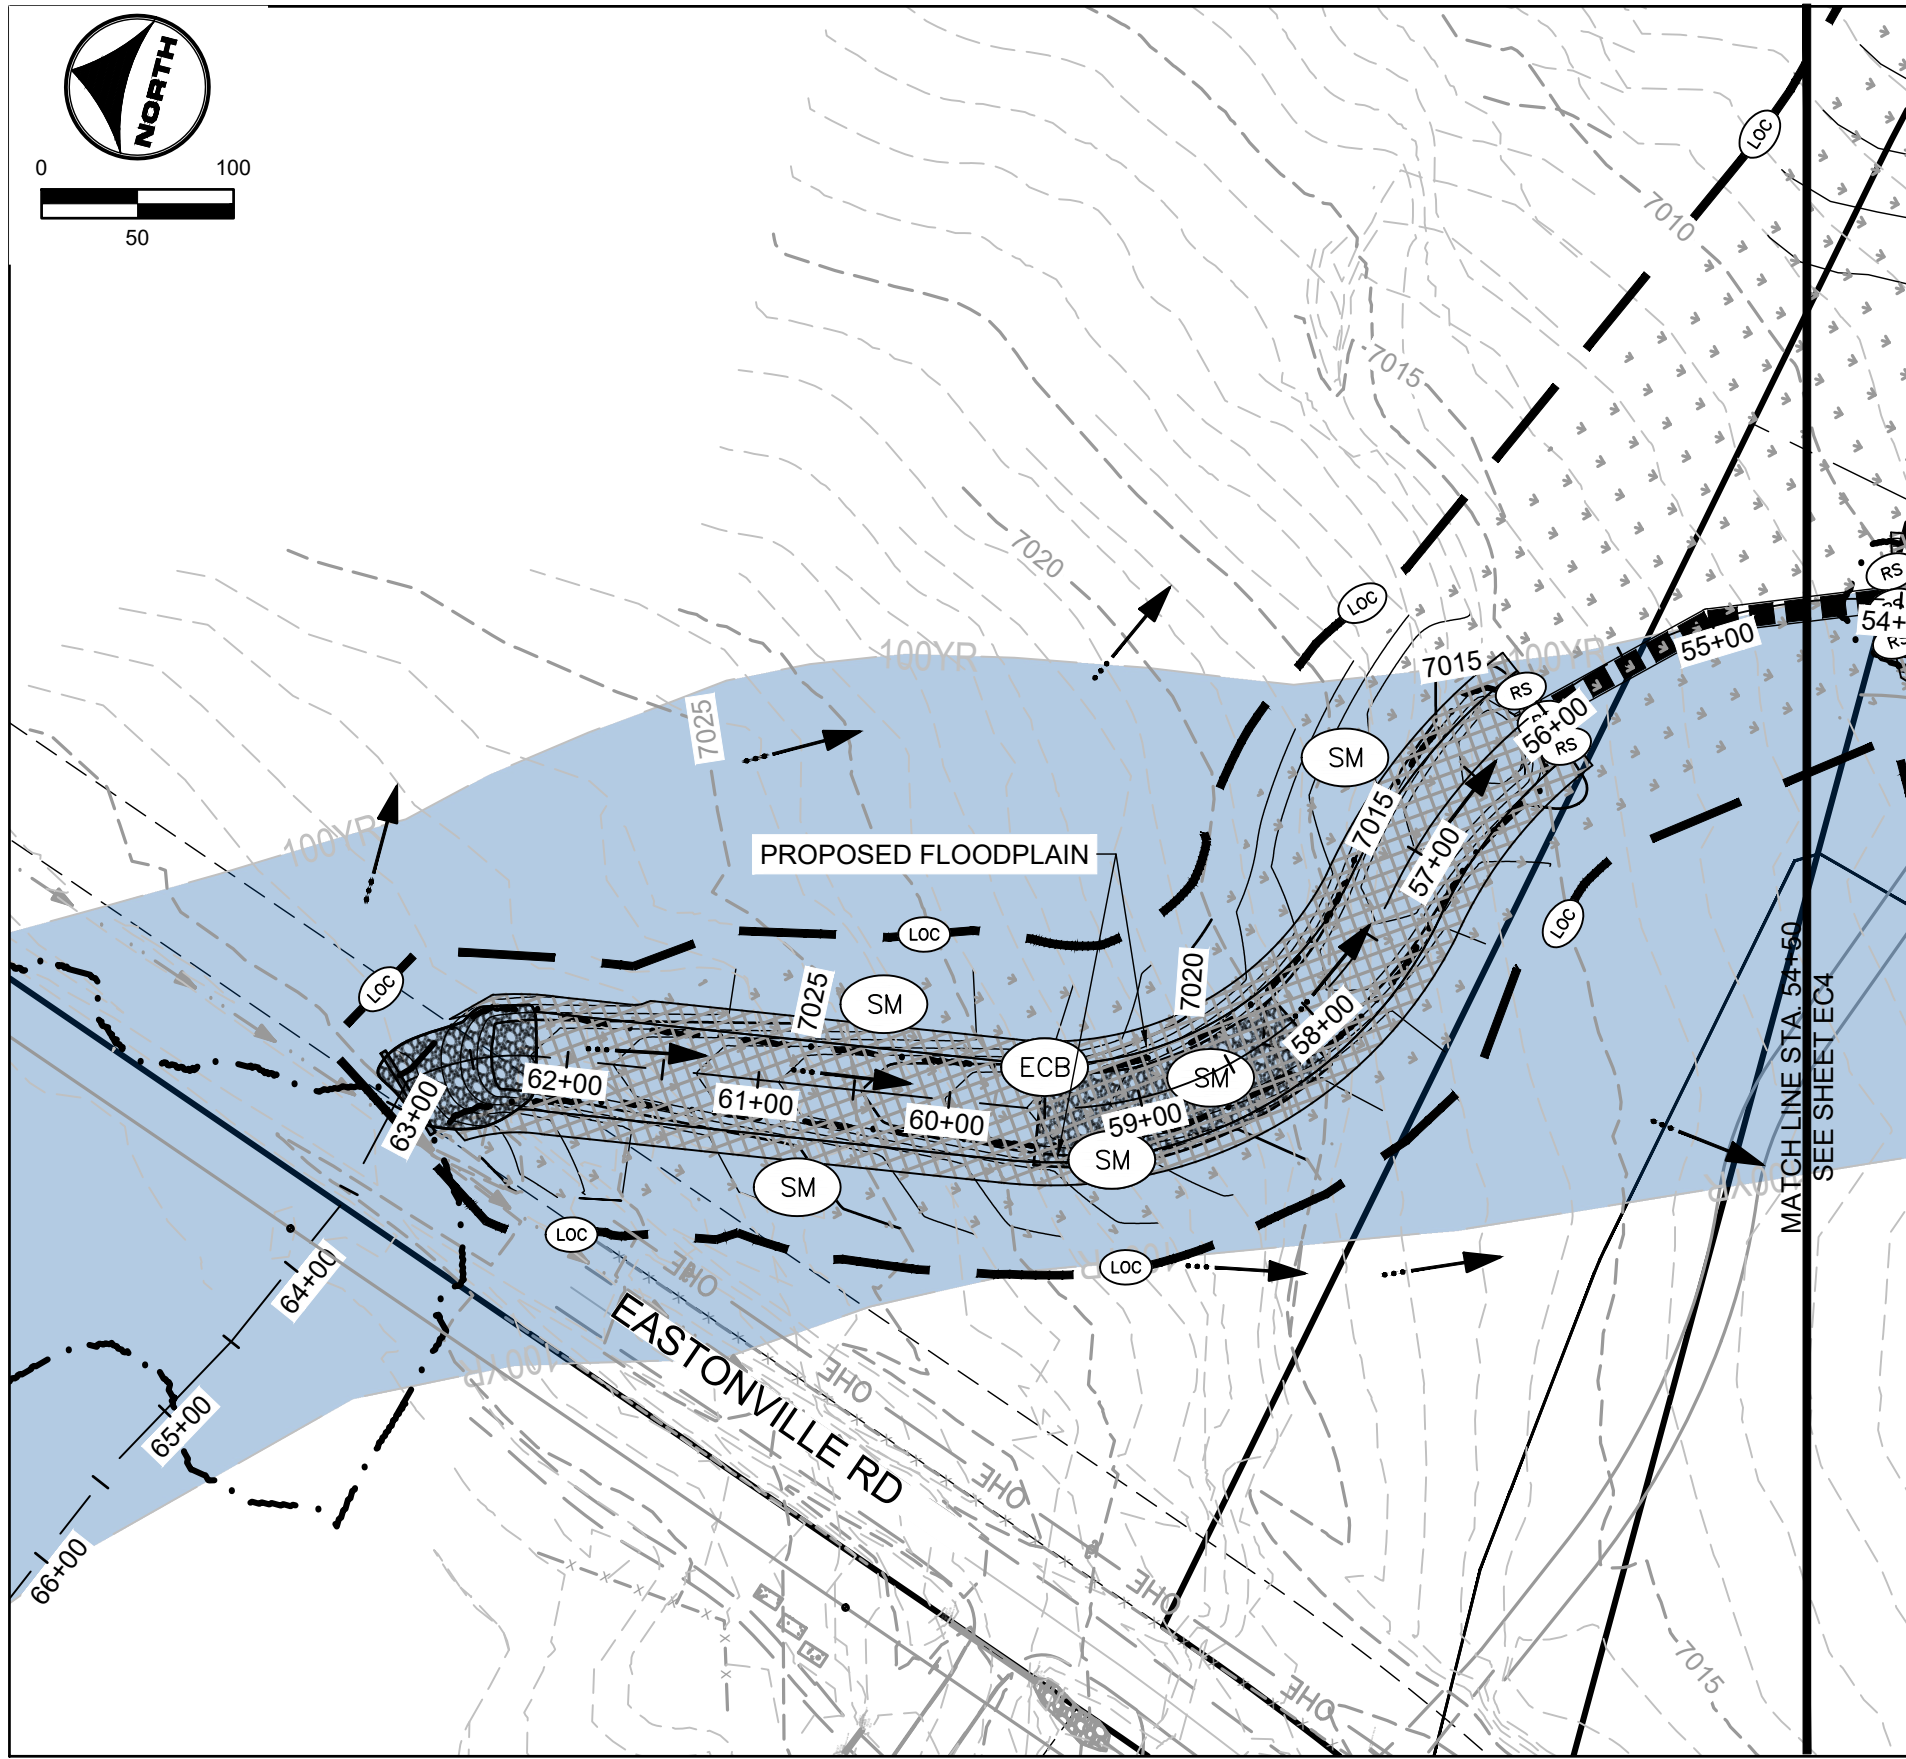 NORTH
0 100
50
LOC
7010
7015
7020
LOC
RS
54+
100YR
100YR
55+00
7015
RS
56+00
RS
7025
SM
100YR
PROPOSED FLOODPLAIN
7015
57+00
LOC
LOC
LOC
7025
SM
7020
58+00
MATCH LINE STA. 54+50
SEE SHEET EC4
ECB
SM
62+00
61+00
60+00
59+00
63+00
SM
SM
LOC
LOC
OHE
64+00
EASTONVILLE RD
100YR
OHE
65+00
OHE
66+00
OHE
OHE
7015